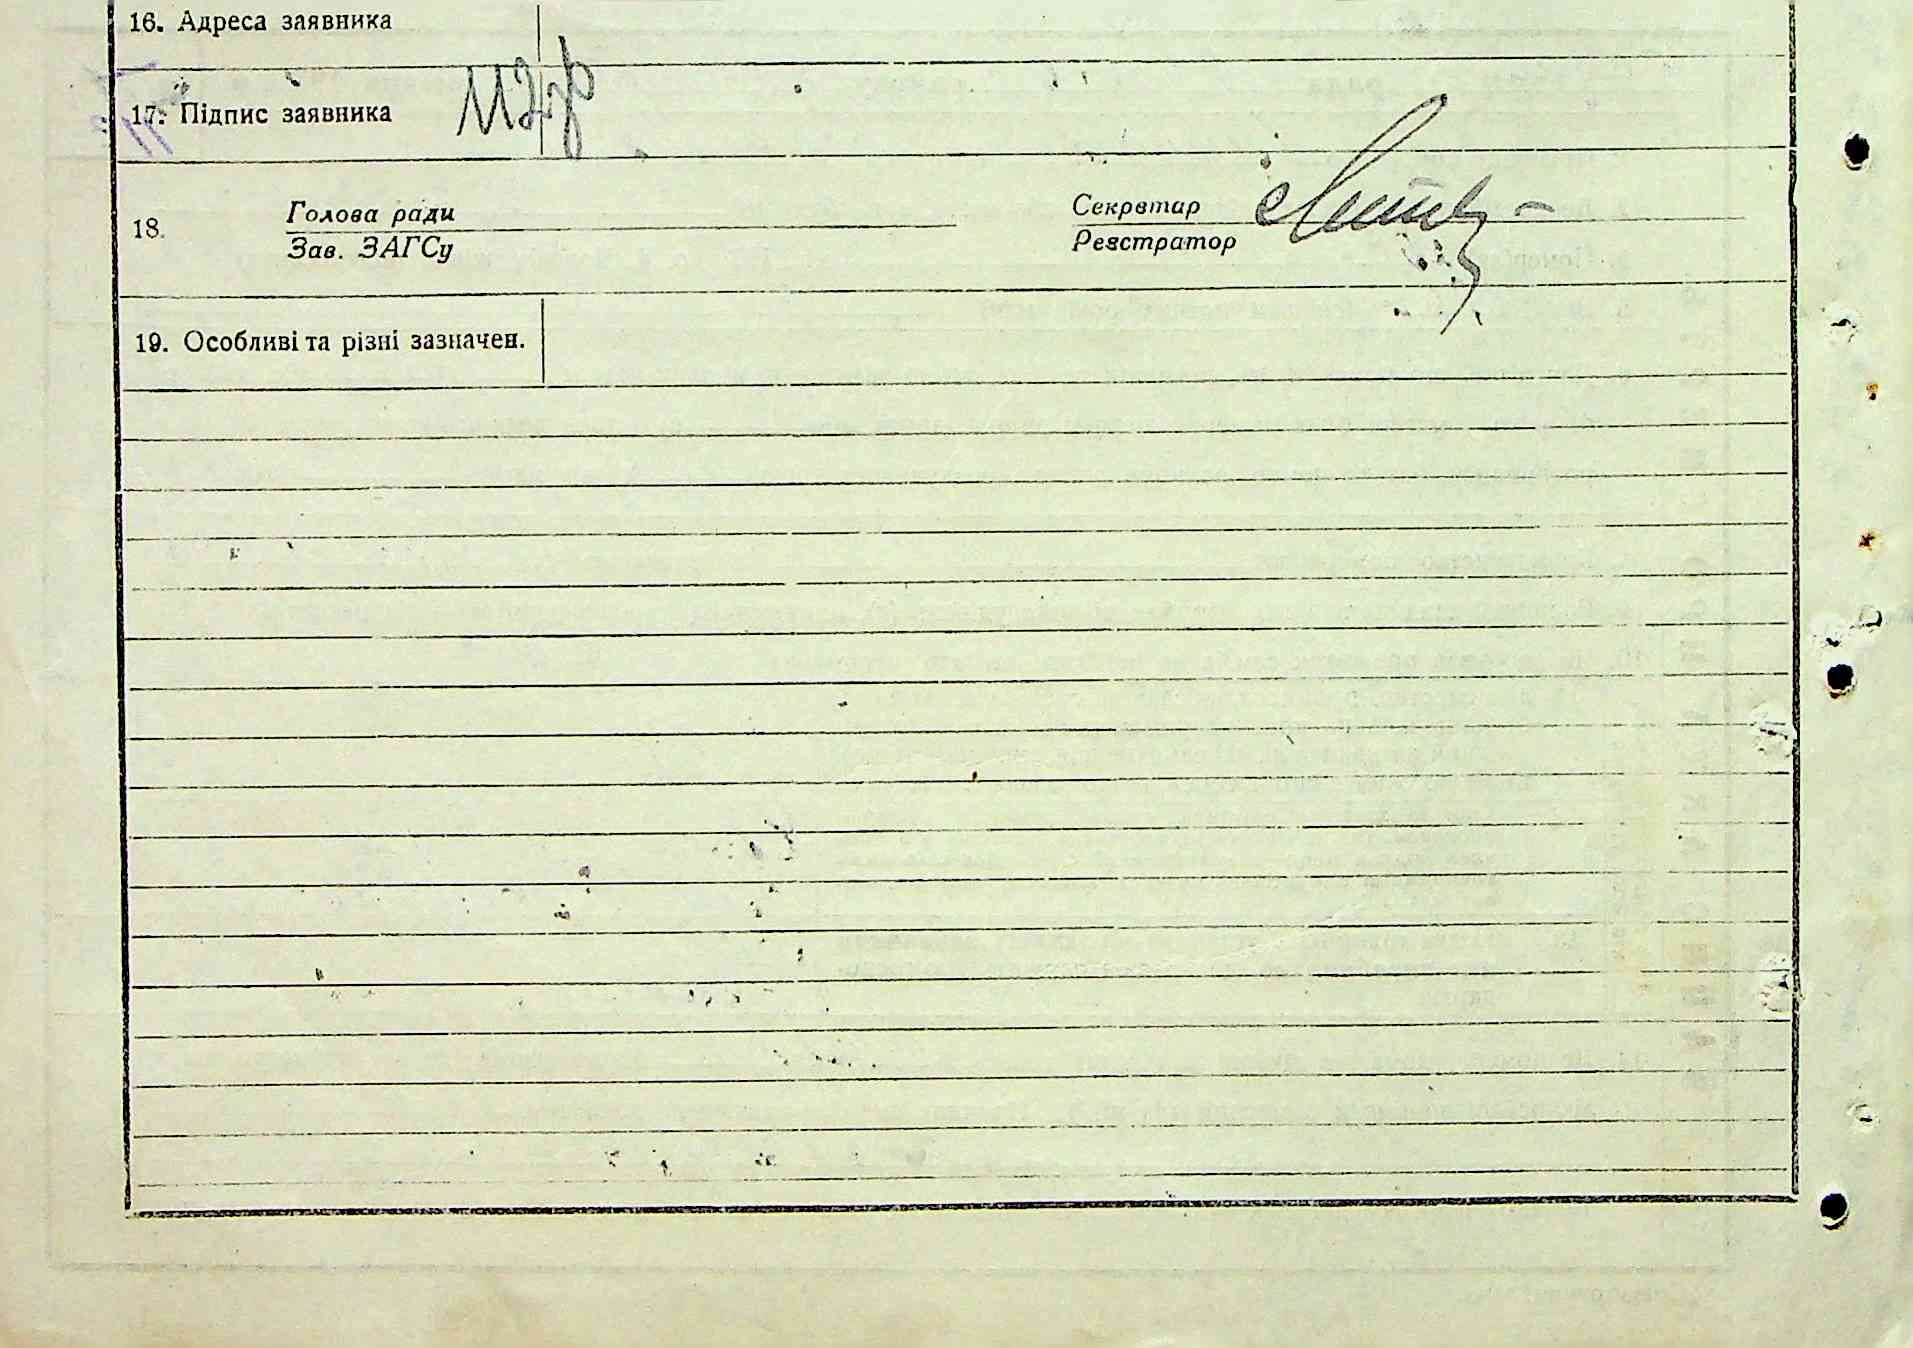 16. Адреса заявника
17. Підпис заявника
18.
Голова ради
Зав. ЗАГСу
Секретар
Реєстратор
19. Особливі та різні зазначен.